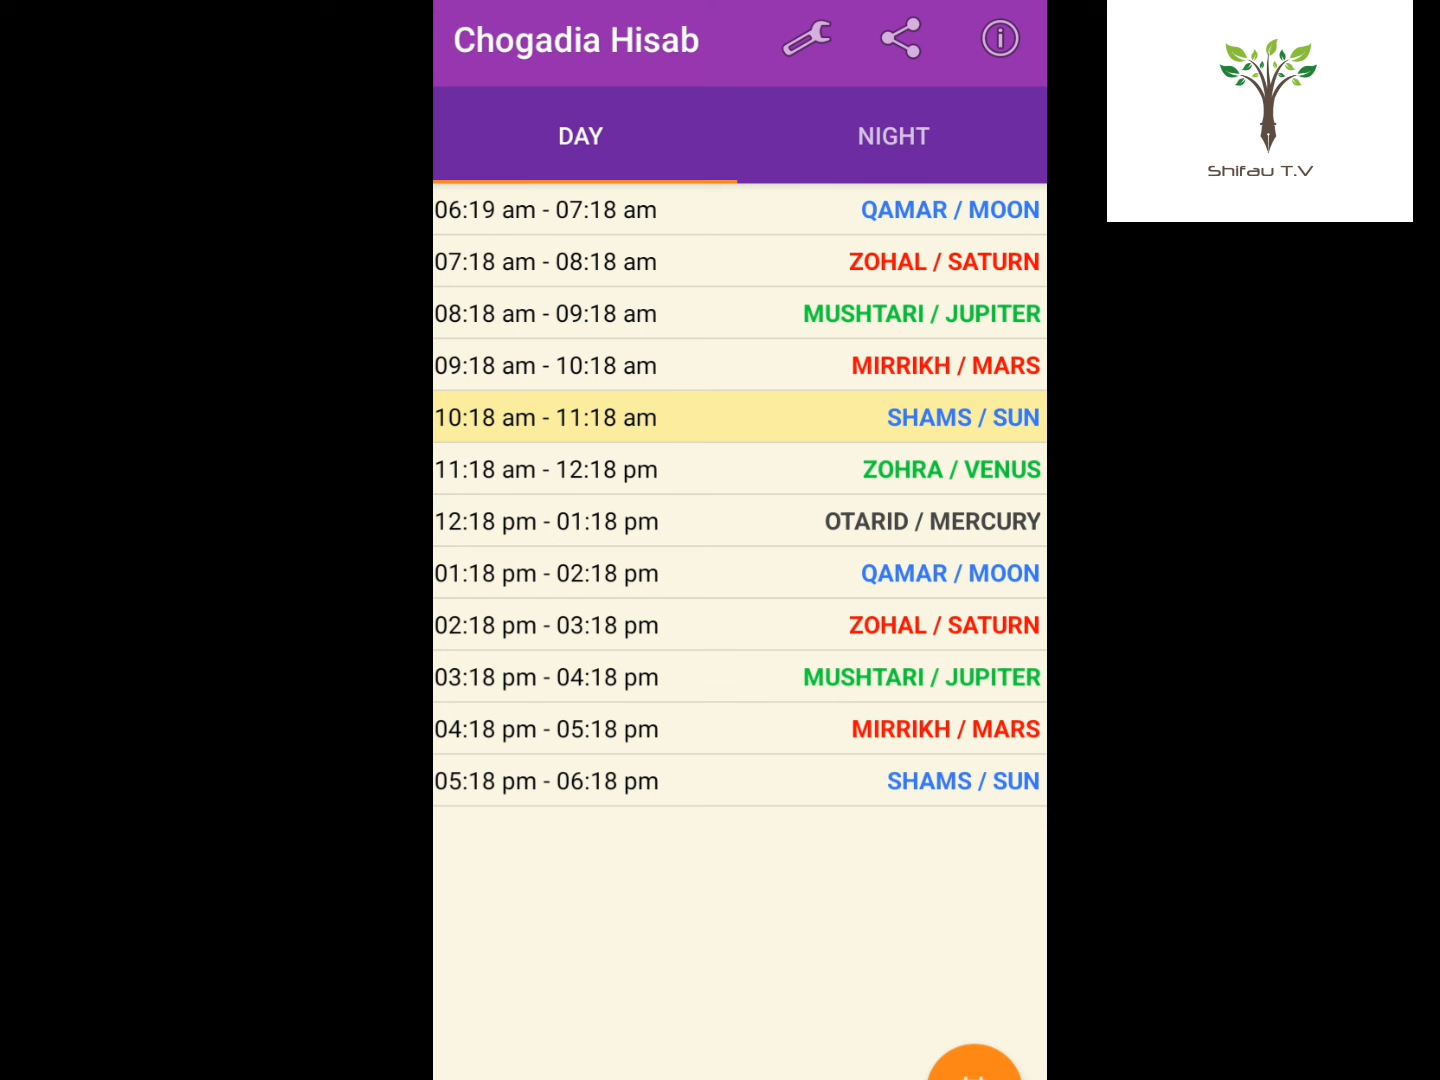 Chogadia Hisab
DAY NIGHT
06:19 am - 07:18 am QAMAR / MOON
07:18 am - 08:18 am ZOHAL / SATURN
08:18 am - 09:18 am MUSHTARI / JUPITER
09:18 am - 10:18 am MIRRIKH / MARS
10:18 am - 11:18 am SHAMS / SUN
11:18 am - 12:18 pm ZOHRA / VENUS
12:18 pm - 01:18 pm OTARID / MERCURY
01:18 pm - 02:18 pm QAMAR / MOON
02:18 pm - 03:18 pm ZOHAL / SATURN
03:18 pm - 04:18 pm MUSHTARI / JUPITER
04:18 pm - 05:18 pm MIRRIKH / MARS
05:18 pm - 06:18 pm SHAMS / SUN
Shifau T.V